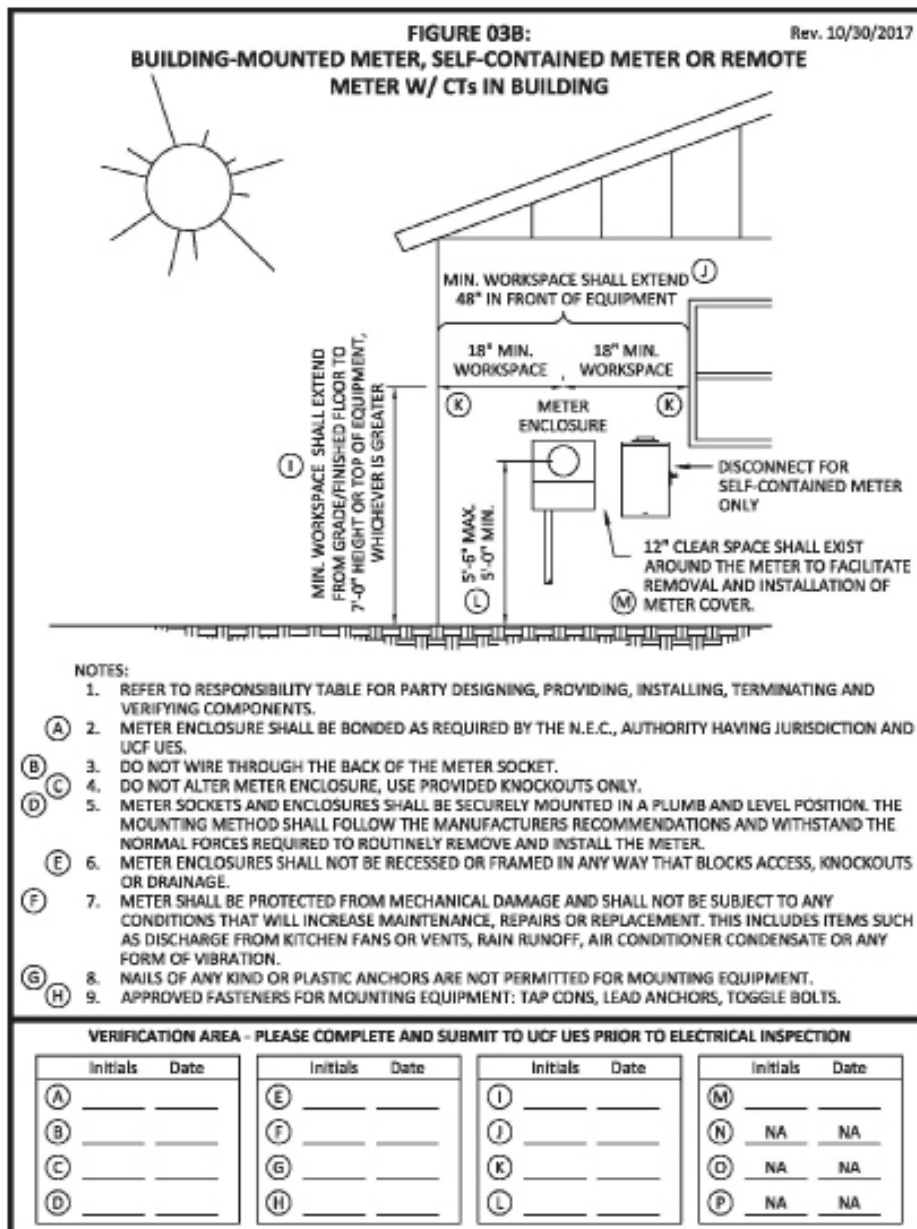 FIGURE 03B:
Rev. 10/30/2017
BUILDING-MOUNTED METER, SELF-CONTAINED METER OR REMOTE
METER W/ CTs IN BUILDING
MIN. WORKSPACE SHALL EXTEND J
48" IN FRONT OF EQUIPMENT
18" MIN.
WORKSPACE
18" MIN.
WORKSPACE
K
K
METER
ENCLOSURE
I
MIN. WORKSPACE SHALL EXTEND
FROM GRADE/FINISHED FLOOR TO
7'-0" HEIGHT OR TOP OF EQUIPMENT,
WHICHEVER IS GREATER
DISCONNECT FOR
SELF-CONTAINED METER
ONLY
L
5'-6" MAX.
5'-0" MIN.
12" CLEAR SPACE SHALL EXIST
AROUND THE METER TO FACILITATE
REMOVAL AND INSTALLATION OF
M METER COVER.
NOTES:
1. REFER TO RESPONSIBILITY TABLE FOR PARTY DESIGNING, PROVIDING, INSTALLING, TERMINATING AND
VERIFYING COMPONENTS.
A 2. METER ENCLOSURE SHALL BE BONDED AS REQUIRED BY THE N.E.C., AUTHORITY HAVING JURISDICTION AND
UCF UES.
B 3. DO NOT WIRE THROUGH THE BACK OF THE METER SOCKET.
C 4. DO NOT ALTER METER ENCLOSURE, USE PROVIDED KNOCKOUTS ONLY.
D 5. METER SOCKETS AND ENCLOSURES SHALL BE SECURELY MOUNTED IN A PLUMB AND LEVEL POSITION. THE
MOUNTING METHOD SHALL FOLLOW THE MANUFACTURERS RECOMMENDATIONS AND WITHSTAND THE
NORMAL FORCES REQUIRED TO ROUTINELY REMOVE AND INSTALL THE METER.
E 6. METER ENCLOSURES SHALL NOT BE RECESSED OR FRAMED IN ANY WAY THAT BLOCKS ACCESS, KNOCKOUTS
OR DRAINAGE.
F 7. METER SHALL BE PROTECTED FROM MECHANICAL DAMAGE AND SHALL NOT BE SUBJECT TO ANY
CONDITIONS THAT WILL INCREASE MAINTENANCE, REPAIRS OR REPLACEMENT. THIS INCLUDES ITEMS SUCH
AS DISCHARGE FROM KITCHEN FANS OR VENTS, RAIN RUNOFF, AIR CONDITIONER CONDENSATE OR ANY
FORM OF VIBRATION.
G 8. NAILS OF ANY KIND OR PLASTIC ANCHORS ARE NOT PERMITTED FOR MOUNTING EQUIPMENT.
H 9. APPROVED FASTENERS FOR MOUNTING EQUIPMENT: TAP CONS, LEAD ANCHORS, TOGGLE BOLTS.
VERIFICATION AREA - PLEASE COMPLETE AND SUBMIT TO UCF UES PRIOR TO ELECTRICAL INSPECTION
Initials Date
A
B
C
D
Initials Date
E
F
G
H
Initials Date
I
J
K
L
Initials Date
M
N NA NA
O NA NA
P NA NA